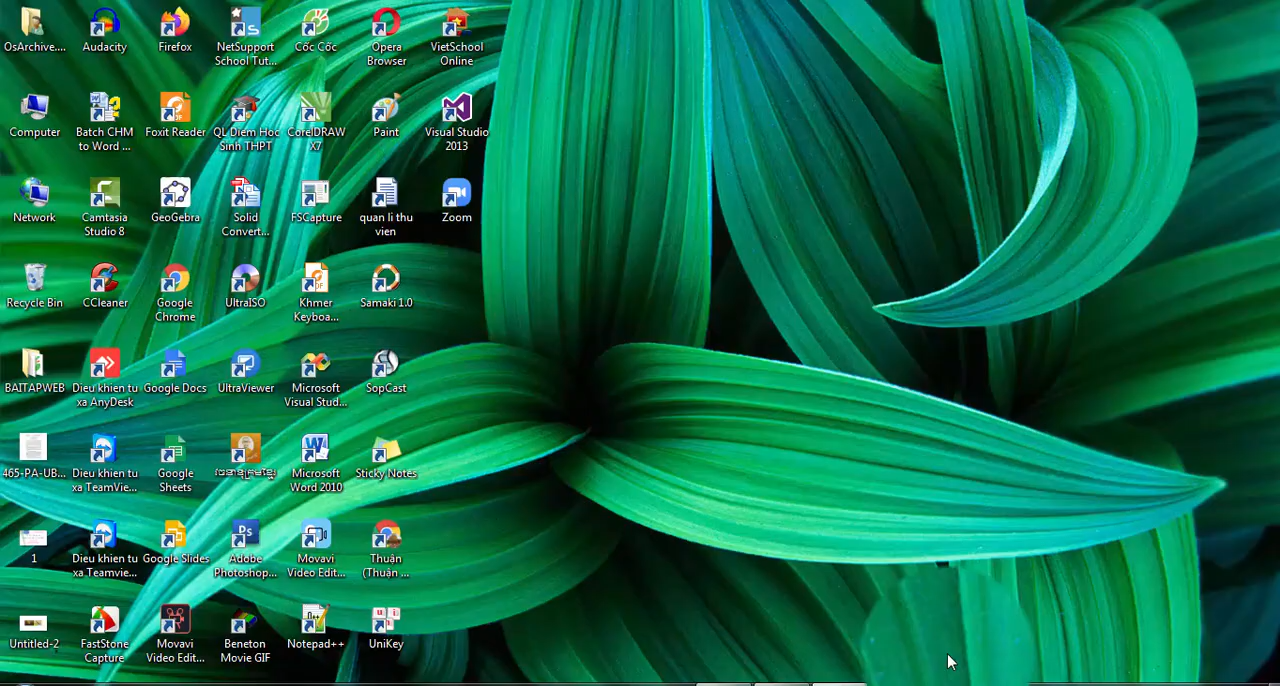 OsArchive....
Audacity
Firefox
NetSupport
School Tut...
Cốc Cốc
Opera
Browser
VietSchool
Online
Computer
Batch CHM
to Word ...
Foxit Reader
QL Diem Hoc
Sinh THPT
CorelDRAW
X7
Paint
Visual Studio
2013
Network
Camtasia
Studio 8
GeoGebra
Solid
Convert...
FSCapture
quan li thu
vien
Zoom
Recycle Bin
CCleaner
Google
Chrome
UltraISO
Khmer
Keyboa...
Samaki 1.0
BAITAPWEB
Dieu khien tu
xa AnyDesk
Google Docs
UltraViewer
Microsoft
Visual Stud...
SopCast
465-PA-UB...
Dieu khien tu
xa TeamVie...
Google
Sheets
Microsoft
Word 2010
Sticky Notes
1
Dieu khien tu
xa Teamvie...
Google Slides
Adobe
Photoshop...
Movavi
Video Edit...
Thuận
(Thuận ...
Untitled-2
FastStone
Capture
Movavi
Video Edit...
Beneton
Movie GIF
Notepad++
UniKey